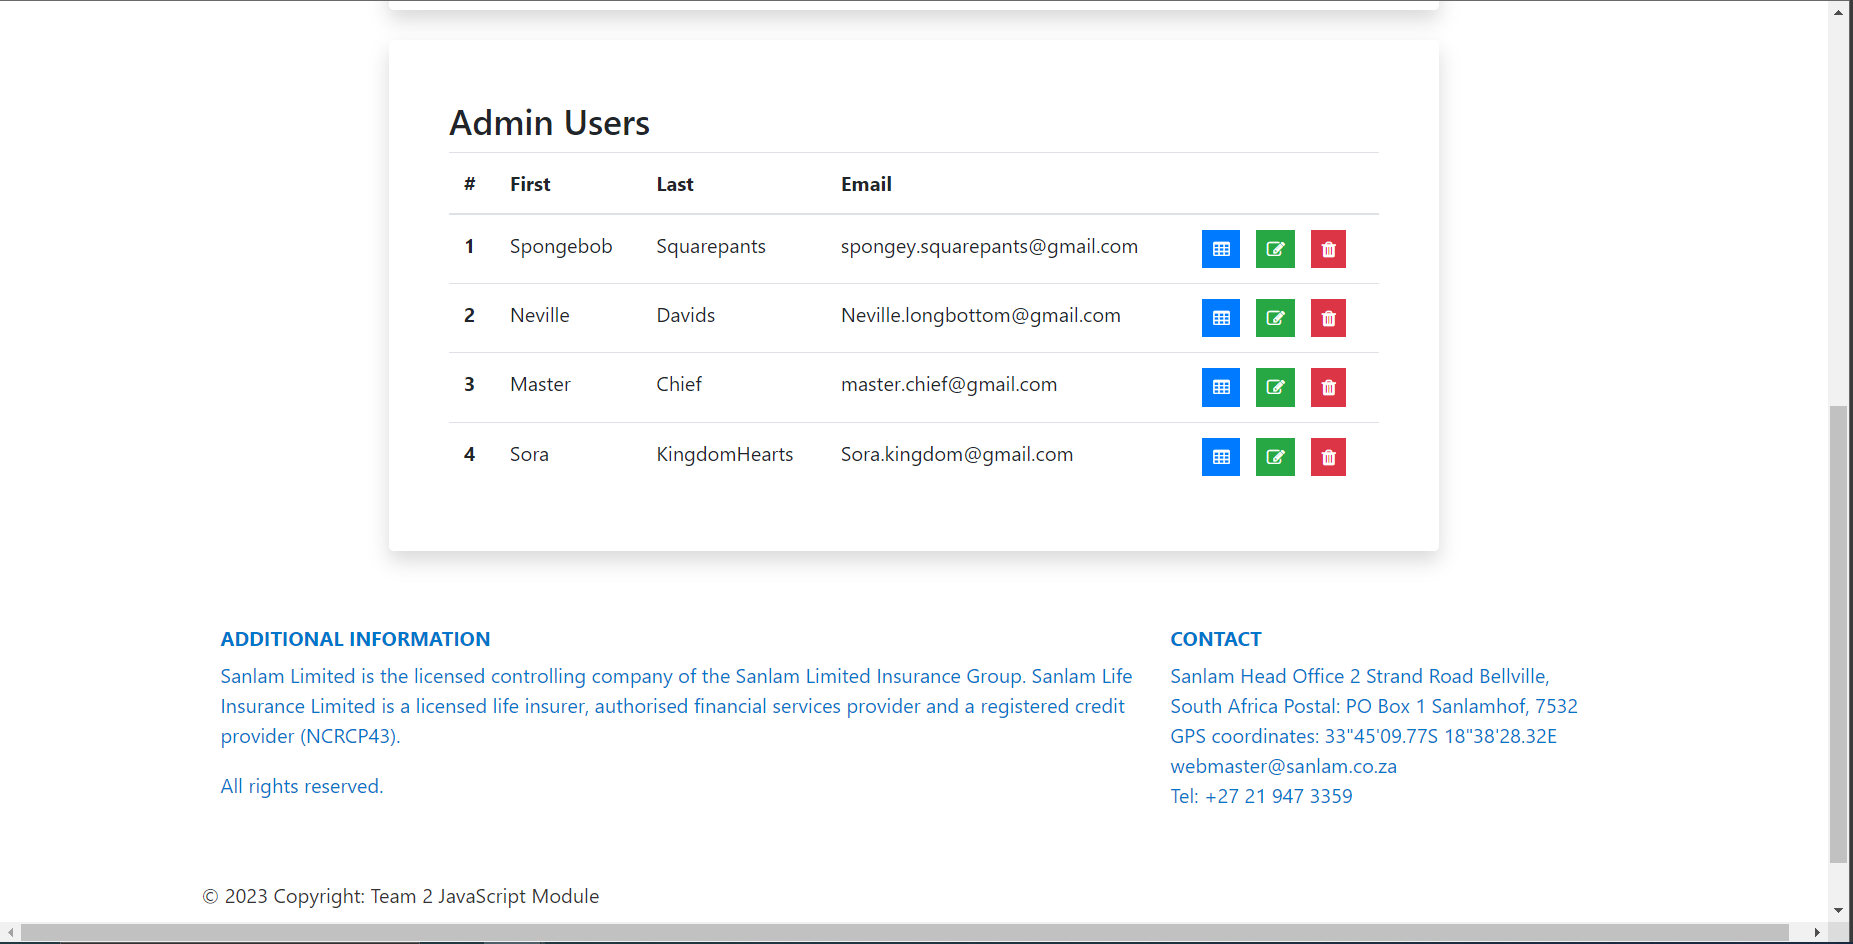 Admin Users
# First Last Email
1 Spongebob Squarepants spongey.squarepants@gmail.com
2 Neville Davids Neville.longbottom@gmail.com
3 Master Chief master.chief@gmail.com
4 Sora KingdomHearts Sora.kingdom@gmail.com
ADDITIONAL INFORMATION
Sanlam Limited is the licensed controlling company of the Sanlam Limited Insurance Group. Sanlam Life
Insurance Limited is a licensed life insurer, authorised financial services provider and a registered credit
provider (NCRCP43).
All rights reserved.
CONTACT
Sanlam Head Office 2 Strand Road Bellville,
South Africa Postal: PO Box 1 Sanlamhof, 7532
GPS coordinates: 33"45'09.77S 18"38'28.32E
webmaster@sanlam.co.za
Tel: +27 21 947 3359
© 2023 Copyright: Team 2 JavaScript Module